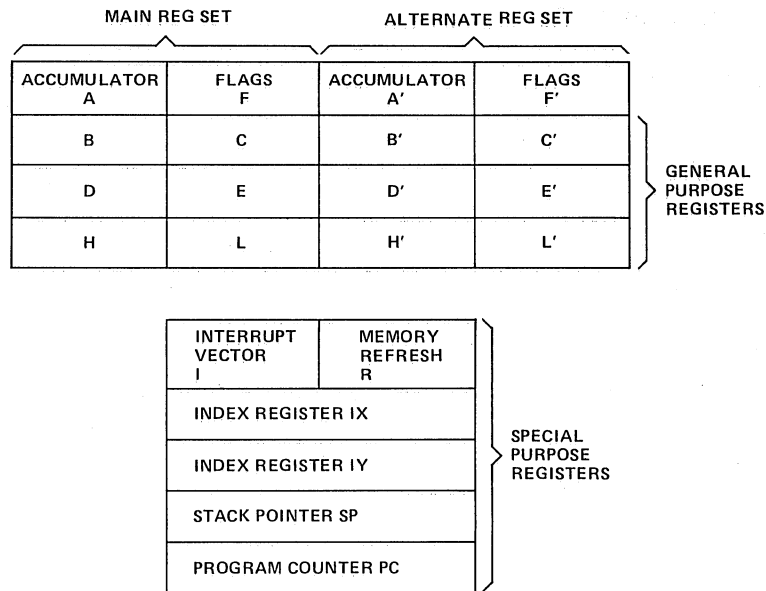 MAIN REG SET
ALTERNATE REG SET
ACCUMULATOR
A
FLAGS
F
ACCUMULATOR
A′
FLAGS
F′
B
C
B′
C′
D
E
D′
E′
H
L
H′
L′
GENERAL
PURPOSE
REGISTERS
INTERRUPT
VECTOR
I
MEMORY
REFRESH
R
INDEX REGISTER IX
INDEX REGISTER IY
STACK POINTER SP
PROGRAM COUNTER PC
SPECIAL
PURPOSE
REGISTERS